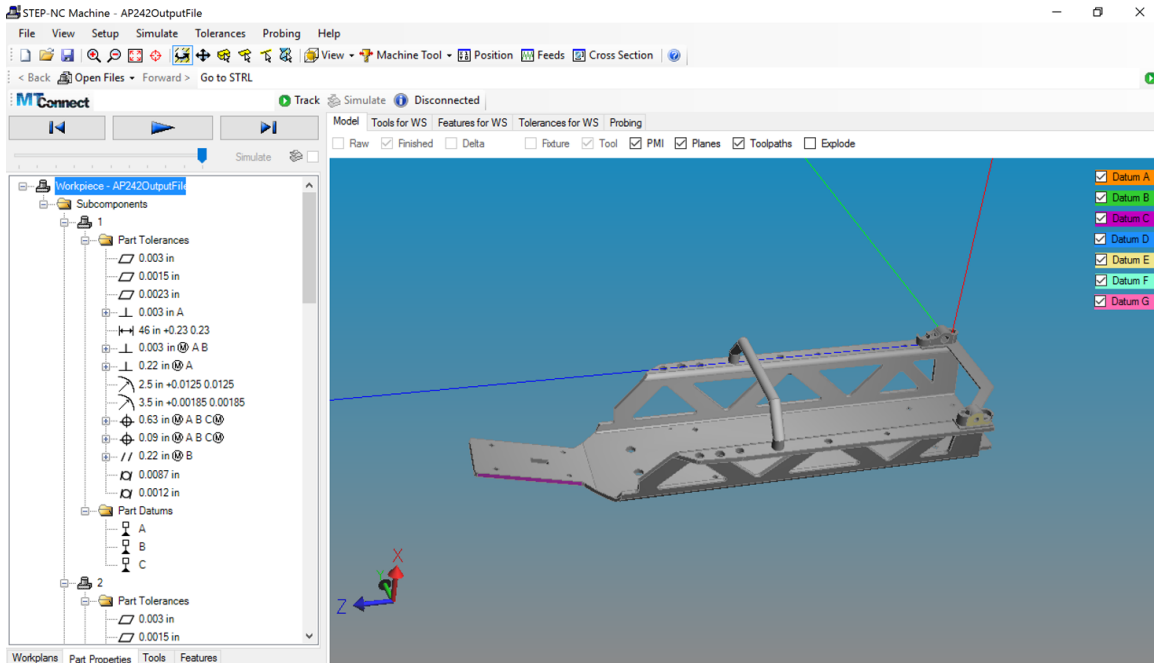 STEP-NC Machine - AP242OutputFile
File View Setup Simulate Tolerances Probing Help
View Machine Tool Position Feeds Cross Section
< Back Open Files Forward > Go to STRL
MTConnect Track Simulate Disconnected
Simulate
Model Tools for WS Features for WS Tolerances for WS Probing
Raw Finished Delta Fixture Tool PMI Planes Toolpaths Explode
Workpiece - AP242OutputFile
Subcomponents
1
Part Tolerances
0.003 in
0.0015 in
0.0023 in
0.003 in A
46 in +0.23 0.23
0.003 in Ⓜ A B
0.22 in Ⓜ A
2.5 in +0.0125 0.0125
3.5 in +0.00185 0.00185
0.63 in Ⓜ A B CⓂ
0.09 in Ⓜ A B CⓂ
0.22 in Ⓜ B
0.0087 in
0.0012 in
Part Datums
A
B
C
2
Part Tolerances
0.003 in
0.0015 in
Workplans Part Properties Tools Features
Datum A
Datum B
Datum C
Datum D
Datum E
Datum F
Datum G
X
Z